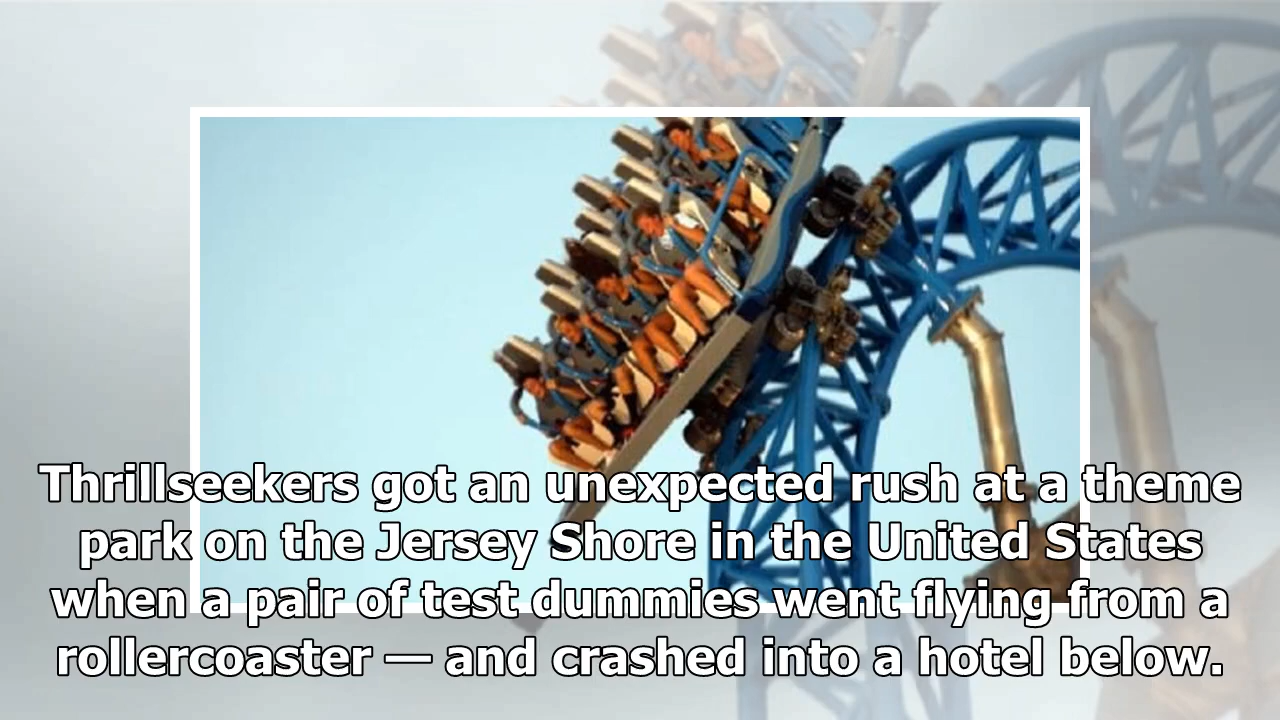 Thrillseekers got an unexpected rush at a theme
park on the Jersey Shore in the United States
when a pair of test dummies went flying from a
rollercoaster — and crashed into a hotel below.